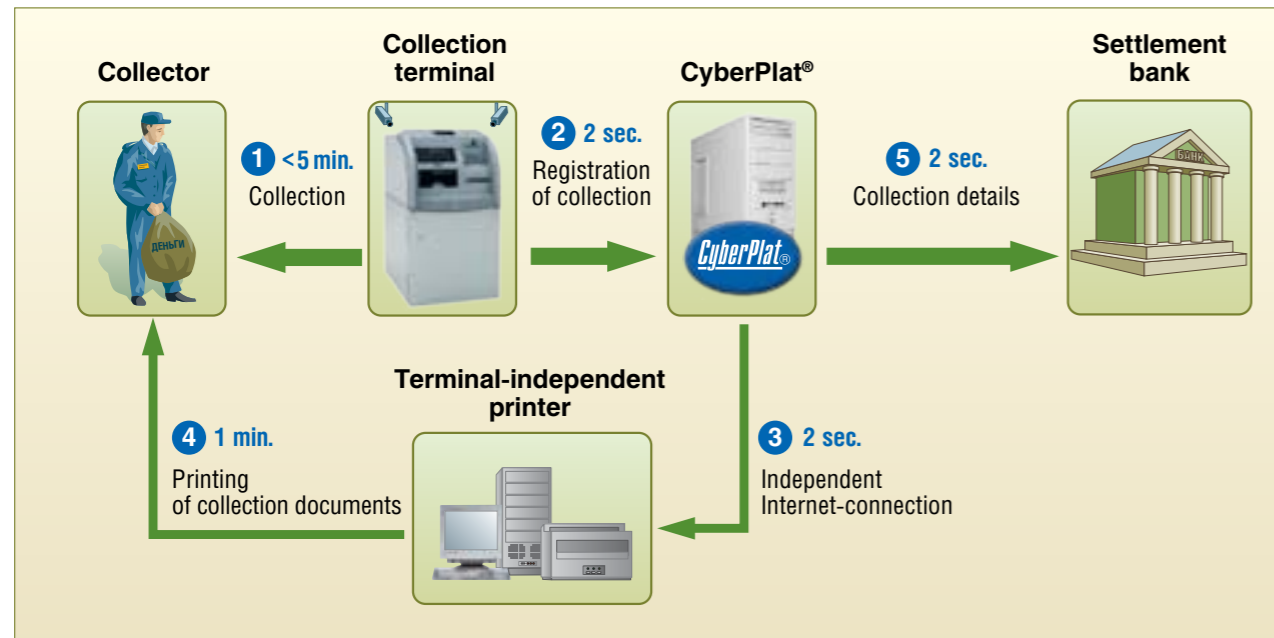 Collector
Collection
terminal
CyberPlat®
Settlement
bank
1 <5 min.
Collection
2 2 sec.
Registration
of collection
5 2 sec.
Collection details
ДЕНЬГИ
CyberPlat®
БАНК
Terminal-independent
printer
4 1 min.
Printing
of collection documents
3 2 sec.
Independent
Internet-connection